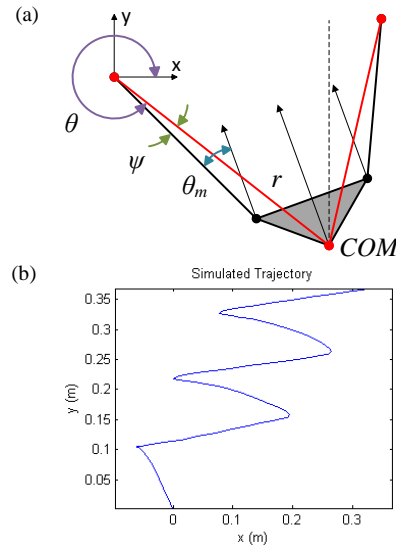 (a)
y
x
θ
ψ
θm
r
COM
(b)
Simulated Trajectory
0.35
0.3
0.25
0.2
0.15
0.1
0.05
y (m)
0 0.1 0.2 0.3
x (m)